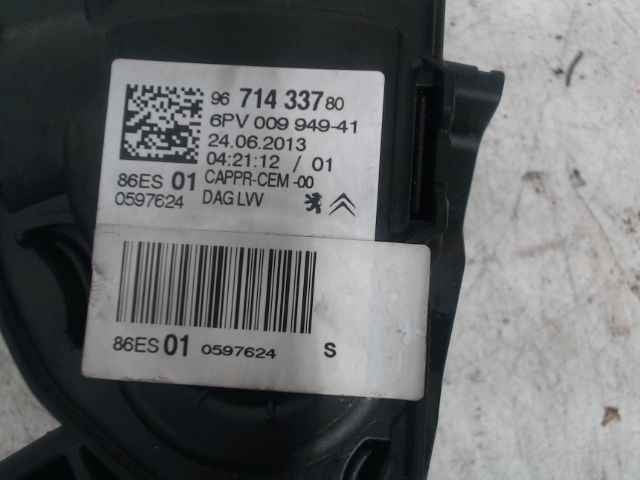 96 714 337 80
6PV 009 949-41
24.06.2013
04:21:12 / 01
86ES 01 CAPPR-CEM -00
0597624 DAG LVV
86ES 01 0597624 S